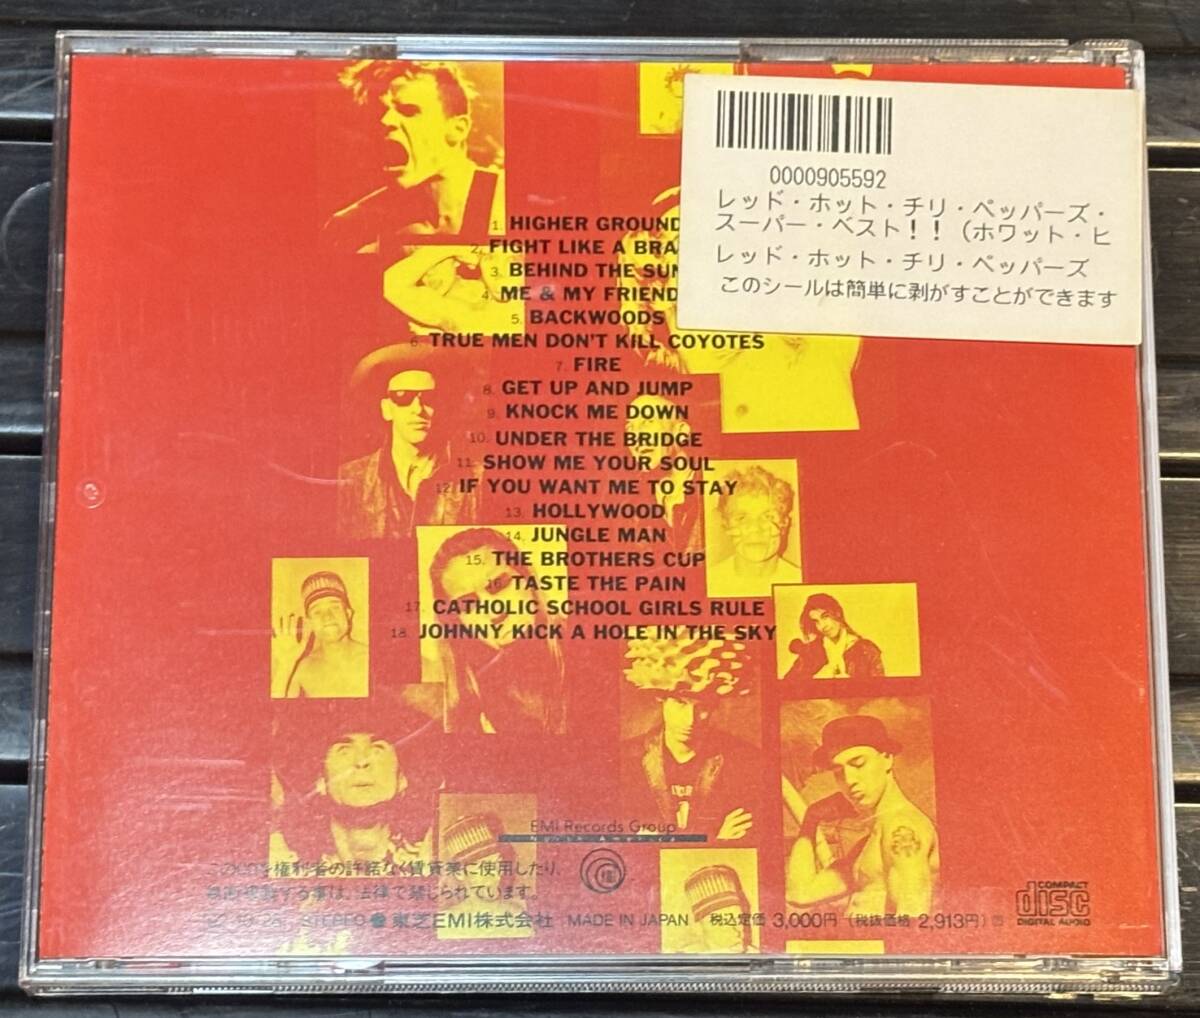 0000905592
レッド・ホット・チリ・ペッパーズ・
スーパー・ベスト!!(ホワット・ヒ
レッド・ホット・チリ・ペッパーズ
このシールは簡単に剥がすことができます
1. HIGHER GROUND
2. FIGHT LIKE A BRA
3. BEHIND THE SUN
4. ME & MY FRIEND
5. BACKWOODS
6. TRUE MEN DON'T KILL COYOTES
7. FIRE
8. GET UP AND JUMP
9. KNOCK ME DOWN
10. UNDER THE BRIDGE
11. SHOW ME YOUR SOUL
12. IF YOU WANT ME TO STAY
13. HOLLYWOOD
14. JUNGLE MAN
15. THE BROTHERS CUP
16. TASTE THE PAIN
17. CATHOLIC SCHOOL GIRLS RULE
18. JOHNNY KICK A HOLE IN THE SKY
EMI Records Group
North America
このCDを権利者の許諾なく賃貸業に使用したり、
複製する事は、法律で禁じられています。
STEREO 東芝EMI株式会社 MADE IN JAPAN 税込定価 3,000円 (税抜価格 2,913円)
COMPACT
disc
DIGITAL AUDIO